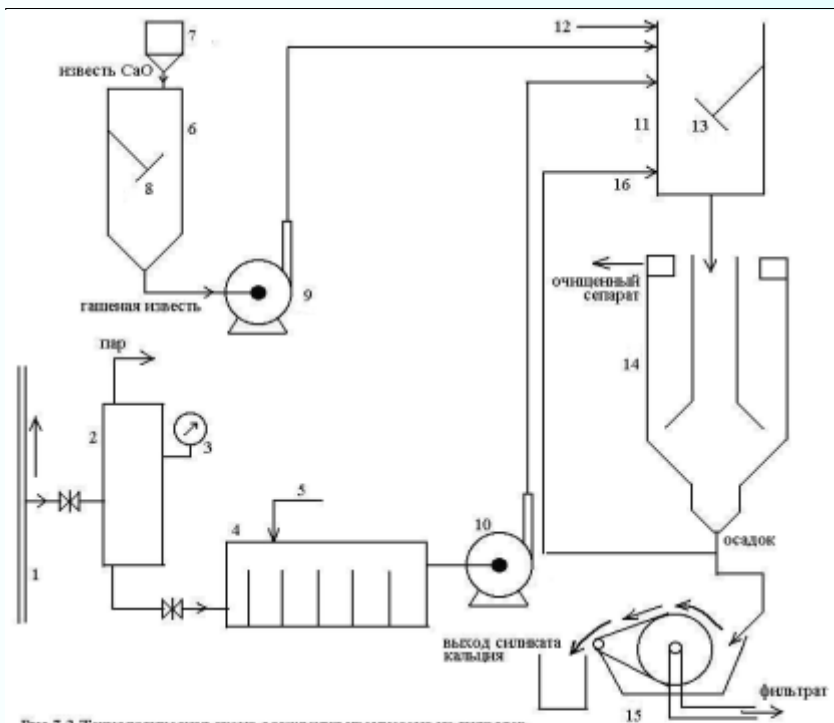 7
12
известь CaO
6
11
13
8
16
9
гашеная известь
очищенный
сепарат
пар
14
2
3
5
10
4
осадок
1
выход силиката
кальция
фильтрат
15